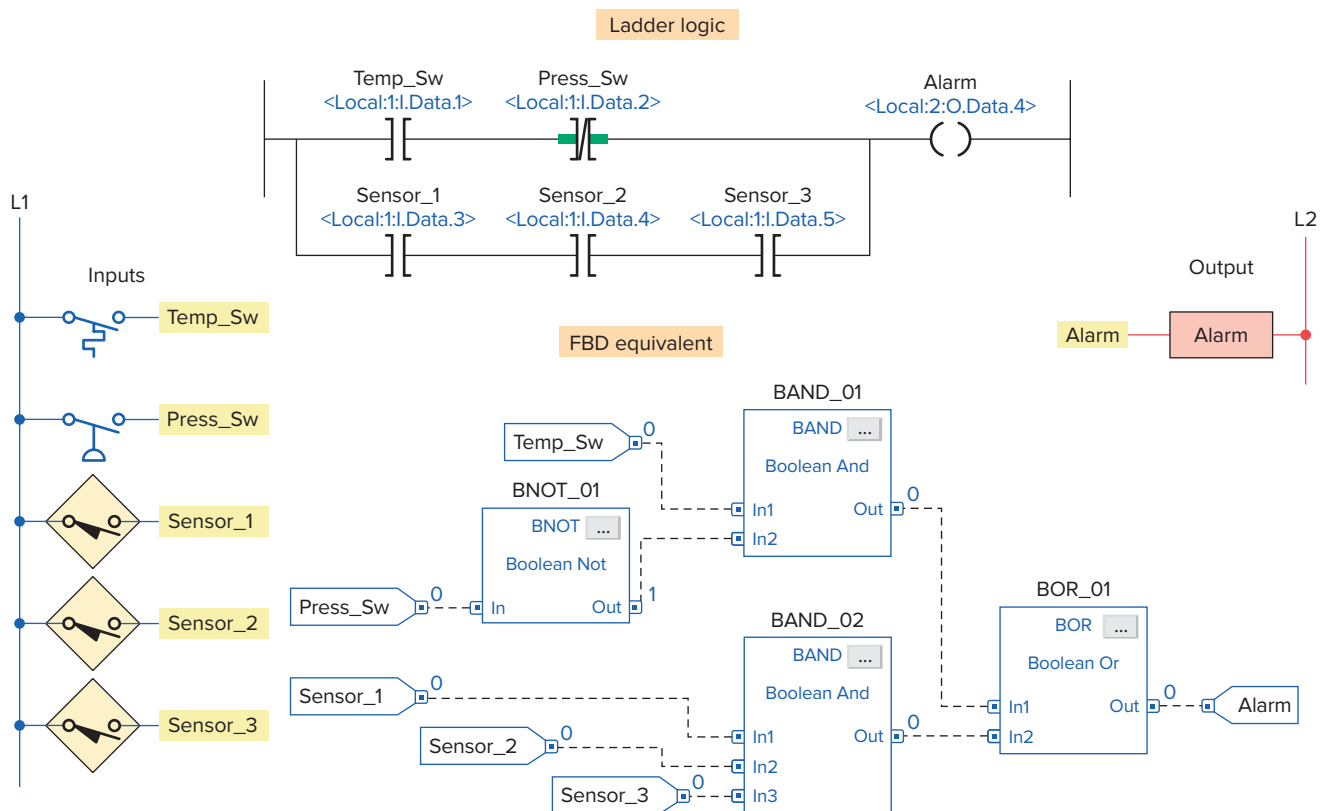 Ladder logic
Temp_Sw
<Local:1:I.Data.1>
Press_Sw
<Local:1:I.Data.2>
Alarm
<Local:2:O.Data.4>
Sensor_1
<Local:1:I.Data.3>
Sensor_2
<Local:1:I.Data.4>
Sensor_3
<Local:1:I.Data.5>
L1
Inputs
Temp_Sw
Press_Sw
Sensor_1
Sensor_2
Sensor_3
L2
Output
Alarm
Alarm
FBD equivalent
Temp_Sw
0
BAND_01
BAND ...
Boolean And
In1
In2
Out
0
BNOT_01
BNOT ...
Boolean Not
Press_Sw
0
In
Out
1
Sensor_1
0
Sensor_2
0
Sensor_3
0
BAND_02
BAND ...
Boolean And
In1
In2
In3
Out
0
BOR_01
BOR ...
Boolean Or
In1
In2
Out
0
Alarm